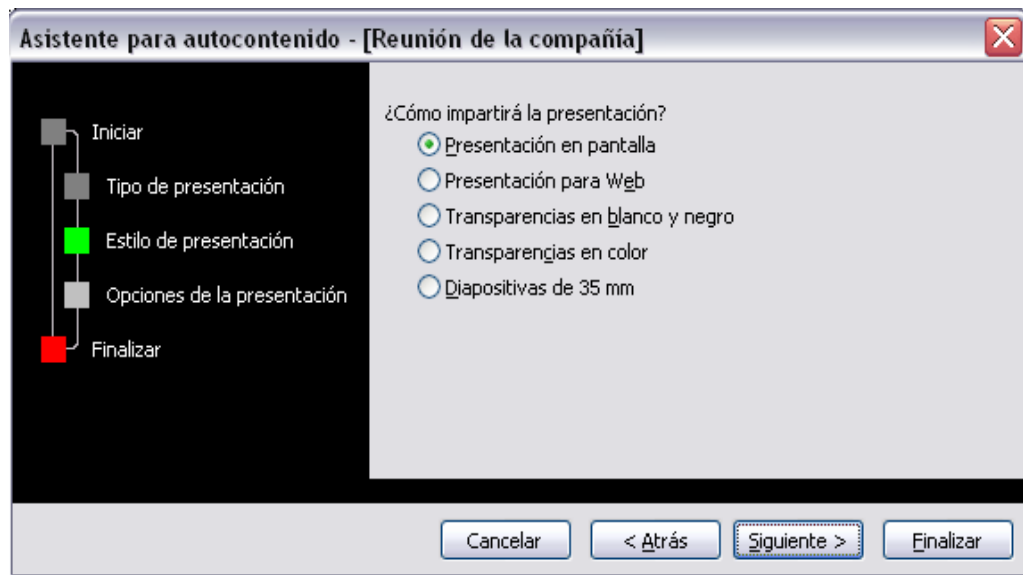 Asistente para autocontenido - [Reunión de la compañía]
Iniciar
Tipo de presentación
Estilo de presentación
Opciones de la presentación
Finalizar
¿Cómo impartirá la presentación?
Presentación en pantalla
Presentación para Web
Transparencias en blanco y negro
Transparencias en color
Diapositivas de 35 mm
Cancelar
< Atrás
Siguiente >
Finalizar